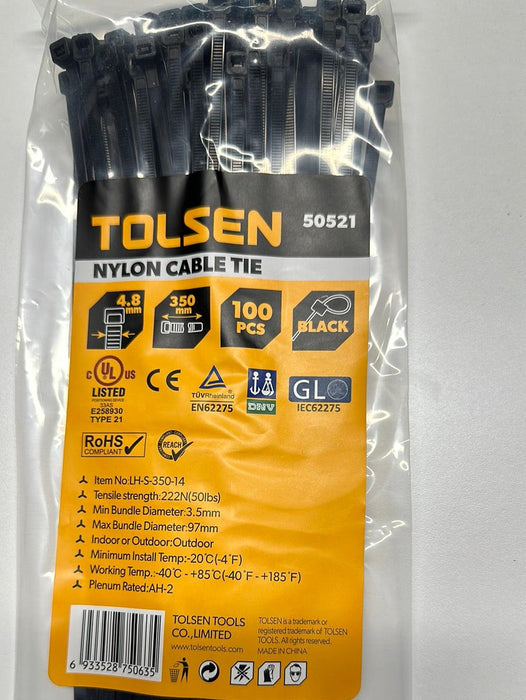 TOLSEN 50521
NYLON CABLE TIE
4.8 mm
350 mm
100 PCS
BLACK
C UL US
LISTED
E258930
TYPE 21
CE
TÜVRheinland
EN62275
DNV
GL
IEC62275
RoHS
COMPLIANT
REACH
Item No:LH-S-350-14
Tensile strength:222N(50lbs)
Min Bundle Diameter:3.5mm
Max Bundle Diameter:97mm
Indoor or Outdoor:Outdoor
Minimum Install Temp:-20℃(-4℉)
Working Temp.:-40℃ - +85℃(-40℉ - +185℉)
Plenum Rated:AH-2
6 933528 750635
TOLSEN TOOLS
CO.,LIMITED
www.tolsentools.com
TOLSEN is a trademark or
registered trademark of TOLSEN
TOOLS. All rights reserved.
MADE IN CHINA